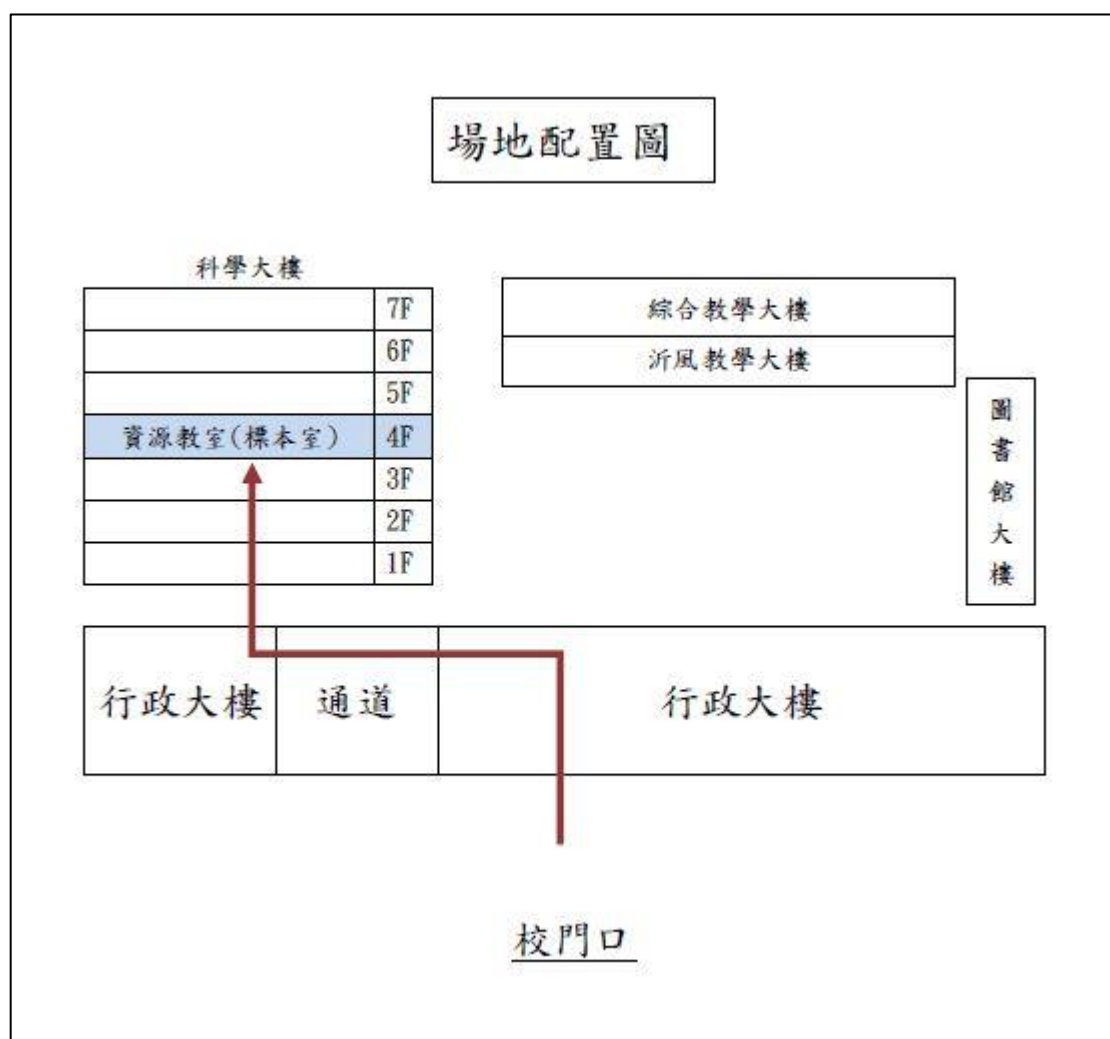 場地配置圖
科學大樓
7F
6F
5F
資源教室(標本室) 4F
3F
2F
1F
綜合教學大樓
沂風教學大樓
圖書館大樓
行政大樓 通道 行政大樓
校門口